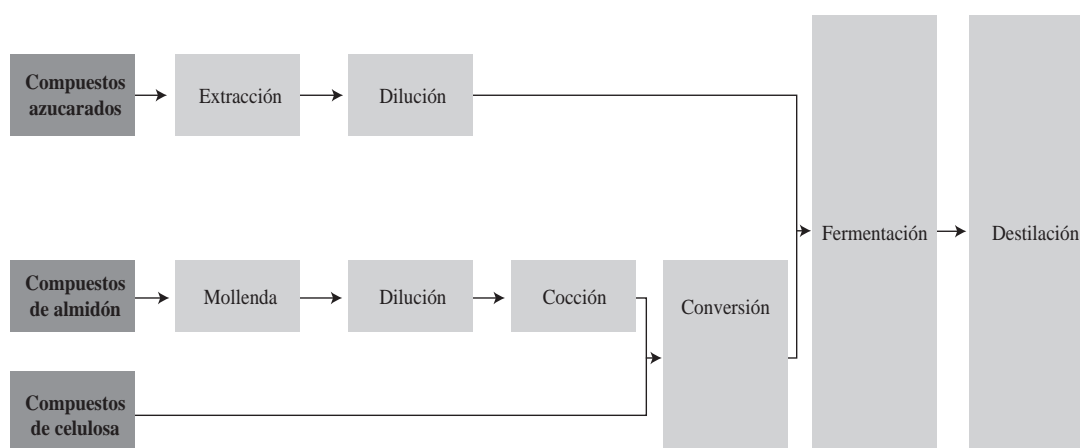 Compuestos
azucarados
Extracción
Dilución
Fermentación
Destilación
Compuestos
de almidón
Mollenda
Dilución
Cocción
Conversión
Compuestos
de celulosa